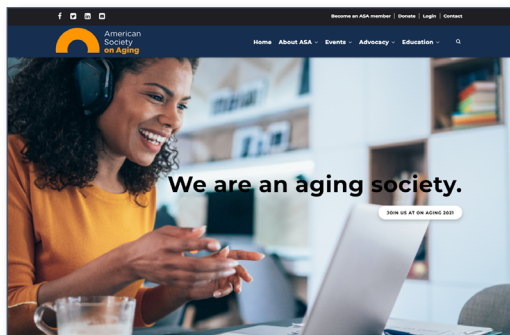 Become an ASA member | Donate | Login | Contact
American
Society
on Aging
Home About ASA Events Advocacy Education
We are an aging society.
JOIN US AT ON AGING 2021